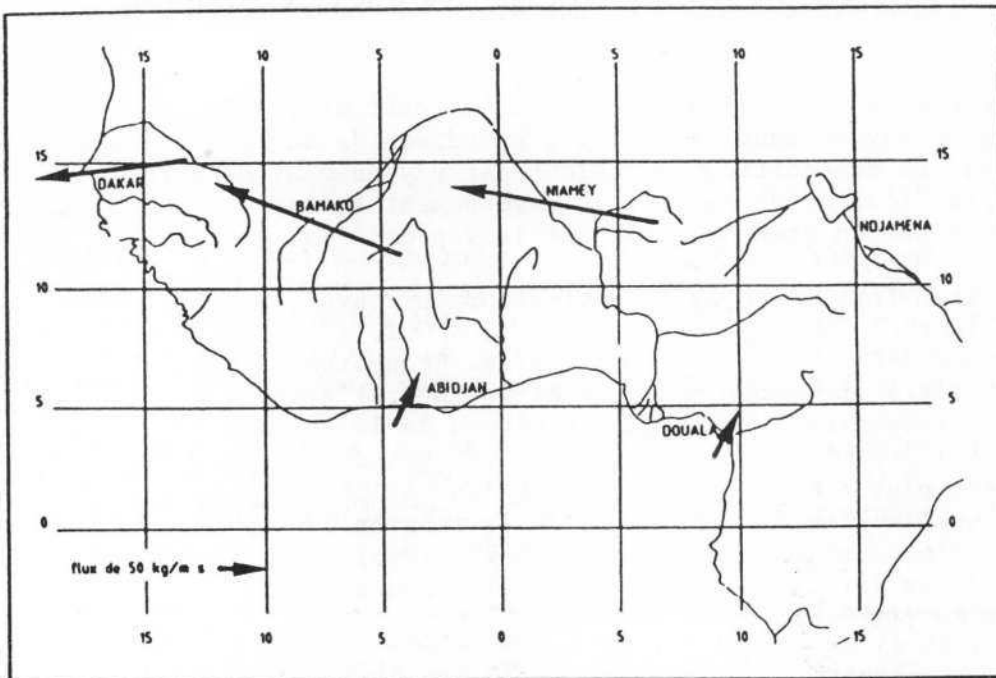 15 10 5 0 5 10 15
15 15
DAKAR
BAMAKO
NIAMEY
NDJAMENA
10 10
ABIDJAN
5 5
DOUALA
0 0
flux de 50 kg/m s
15 10 5 0 5 10 15